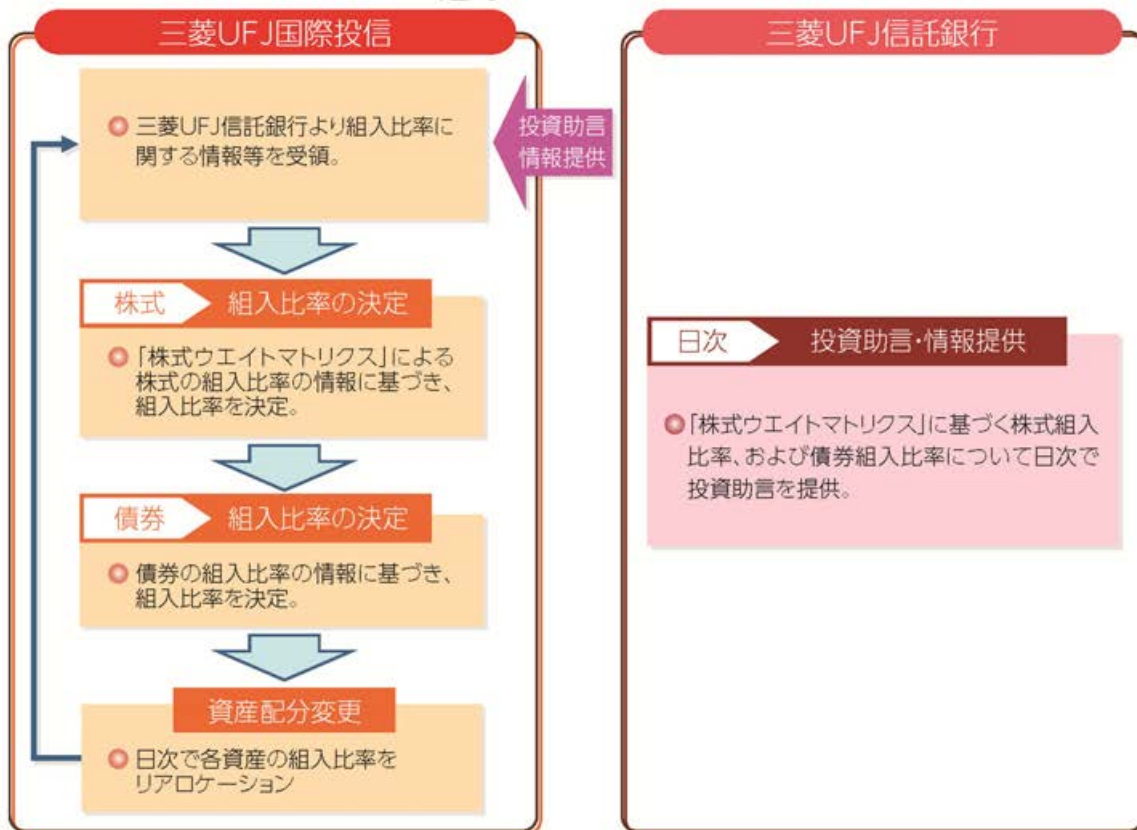 三菱UFJ国際投信
三菱UFJ信託銀行
三菱UFJ信託銀行より組入比率に
関する情報等を受領。
投資助言
情報提供
株式
組入比率の決定
「株式ウエイトマトリクス」による
株式の組入比率の情報に基づき、
組入比率を決定。
債券
組入比率の決定
債券の組入比率の情報に基づき、
組入比率を決定。
資産配分変更
日次で各資産の組入比率を
リアロケーション
日次
投資助言・情報提供
「株式ウエイトマトリクス」に基づく株式組入
比率、および債券組入比率について日次で
投資助言を提供。